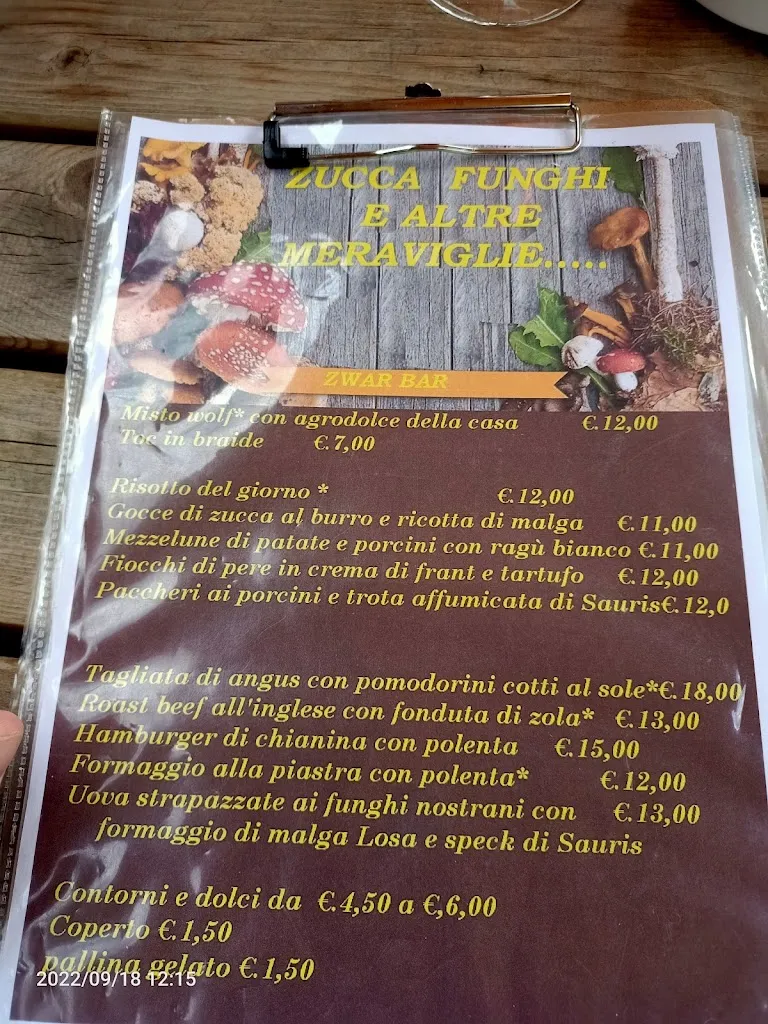 ZUCCA FUNGHI
E ALTRE
MERAVIGLIE.....
ZWAR BAR
Misto wolf* con agrodolce della casa €.12,00
Toc in braide €.7,00
Risotto del giorno * €.12,00
Gocce di zucca al burro e ricotta di malga €.11,00
Mezzelune di patate e porcini con ragù bianco €.11,00
Fiocchi di pere in crema di frant e tartufo €.12,00
Paccheri ai porcini e trota affumicata di Sauris€.12,0
Tagliata di angus con pomodorini cotti al sole*€.18,00
Roast beef all'inglese con fonduta di zola* €.13,00
Hamburger di chianina con polenta €.15,00
Formaggio alla piastra con polenta* €.12,00
Uova strapazzate ai funghi nostrani con €.13,00
formaggio di malga Losa e speck di Sauris
Contorni e dolci da €.4,50 a €,6,00
Coperto €.1,50
pallina gelato €.1,50
2022/09/18 12:15